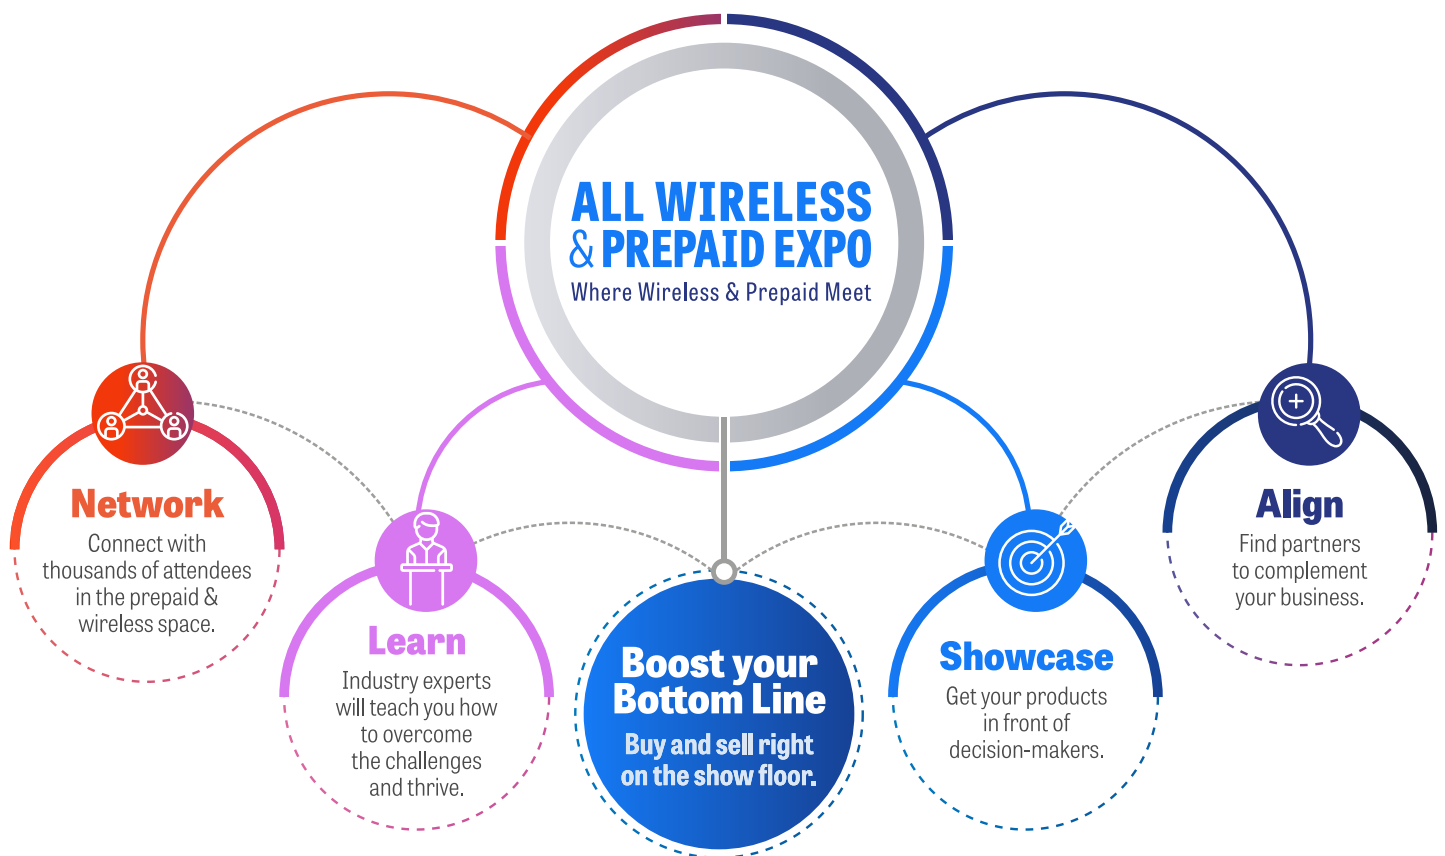 ALL WIRELESS
& PREPAID EXPO
Where Wireless & Prepaid Meet
Network
Connect with
thousands of attendees
in the prepaid &
wireless space.
Learn
Industry experts
will teach you how
to overcome
the challenges
and thrive.
Boost your
Bottom Line
Buy and sell right
on the show floor.
Showcase
Get your products
in front of
decision-makers.
Align
Find partners
to complement
your business.